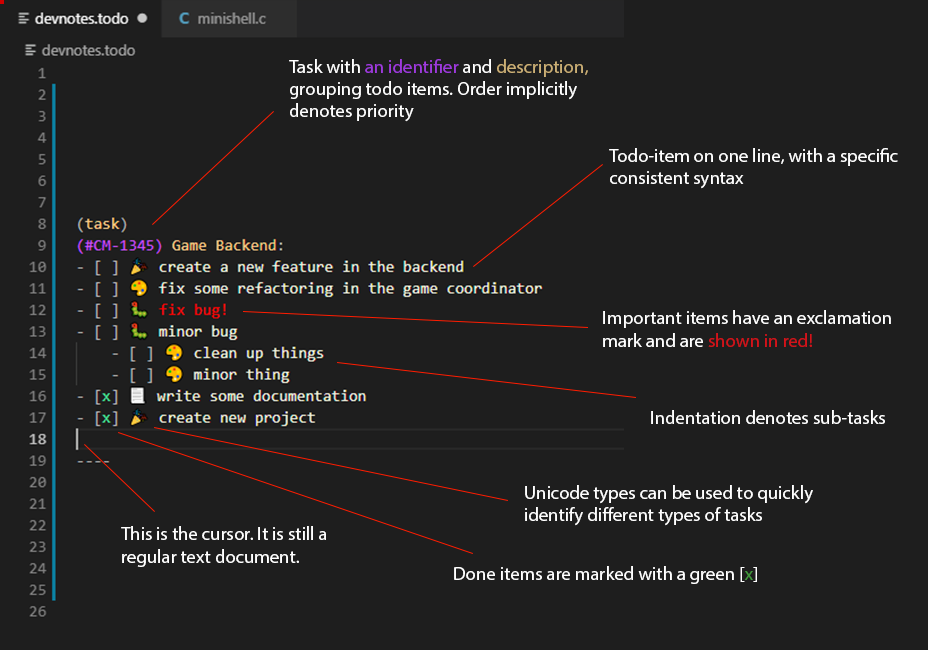 devnotes.todo ●
C minishell.c
devnotes.todo
1
2
3
4
5
6
7
8 (task)
9 (#CM-1345) Game Backend:
10 - [ ] 🎉 create a new feature in the backend
11 - [ ] 🎨 fix some refactoring in the game coordinator
12 - [ ] 🐛 fix bug!
13 - [ ] 🐛 minor bug
14 - [ ] 🎨 clean up things
15 - [ ] 🎨 minor thing
16 - [x] 📃 write some documentation
17 - [x] 🎉 create new project
18
19 ----
20
21
22
23
24
25
26
Task with an identifier and description,
grouping todo items. Order implicitly
denotes priority
Todo-item on one line, with a specific
consistent syntax
Important items have an exclamation
mark and are shown in red!
Indentation denotes sub-tasks
Unicode types can be used to quickly
identify different types of tasks
This is the cursor. It is still a
regular text document.
Done items are marked with a green [x]